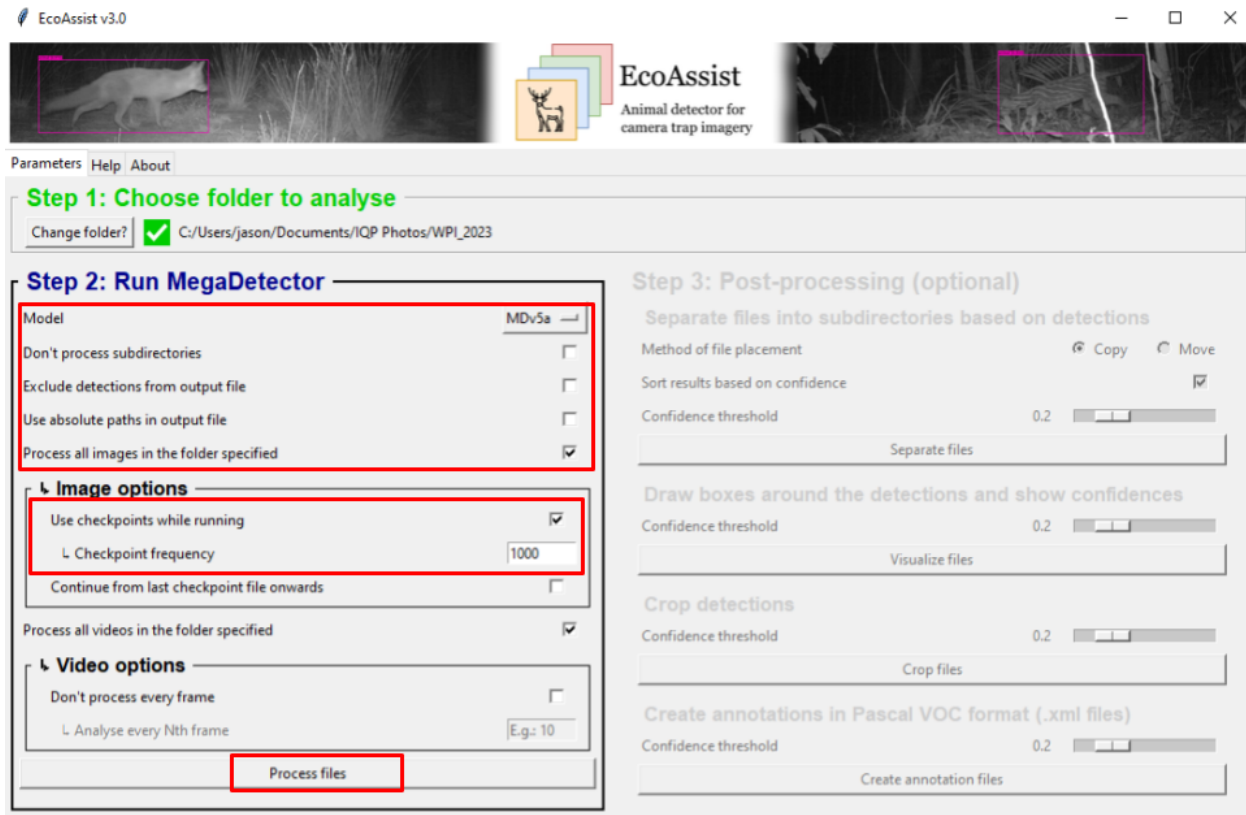 EcoAssist v3.0
EcoAssist
Animal detector for
camera trap imagery
Parameters Help About
Step 1: Choose folder to analyse
Change folder? C:/Users/jason/Documents/IQP Photos/WPI_2023
Step 2: Run MegaDetector
Model MDv5a
Don't process subdirectories
Exclude detections from output file
Use absolute paths in output file
Process all images in the folder specified
↳ Image options
Use checkpoints while running
↳ Checkpoint frequency 1000
Continue from last checkpoint file onwards
Process all videos in the folder specified
↳ Video options
Don't process every frame
↳ Analyse every Nth frame E.g.: 10
Process files
Step 3: Post-processing (optional)
Separate files into subdirectories based on detections
Method of file placement Copy Move
Sort results based on confidence
Confidence threshold 0.2
Separate files
Draw boxes around the detections and show confidences
Confidence threshold 0.2
Visualize files
Crop detections
Confidence threshold 0.2
Crop files
Create annotations in Pascal VOC format (.xml files)
Confidence threshold 0.2
Create annotation files